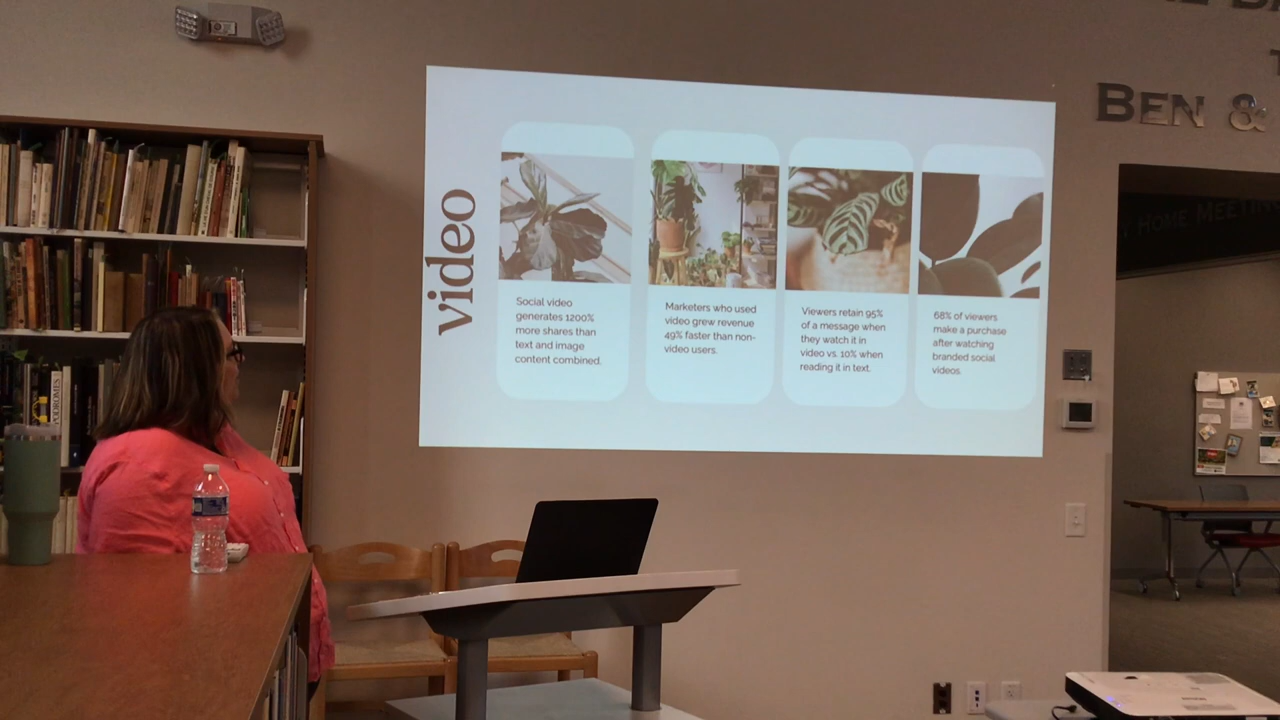 BEN &
Y HOME MEETIN
video
Social video
generates 1200%
more shares than
text and image
content combined.
Marketers who used
video grew revenue
49% faster than non-
video users.
Viewers retain 95%
of a message when
they watch it in
video vs. 10% when
reading it in text.
68% of viewers
make a purchase
after watching
branded social
videos.